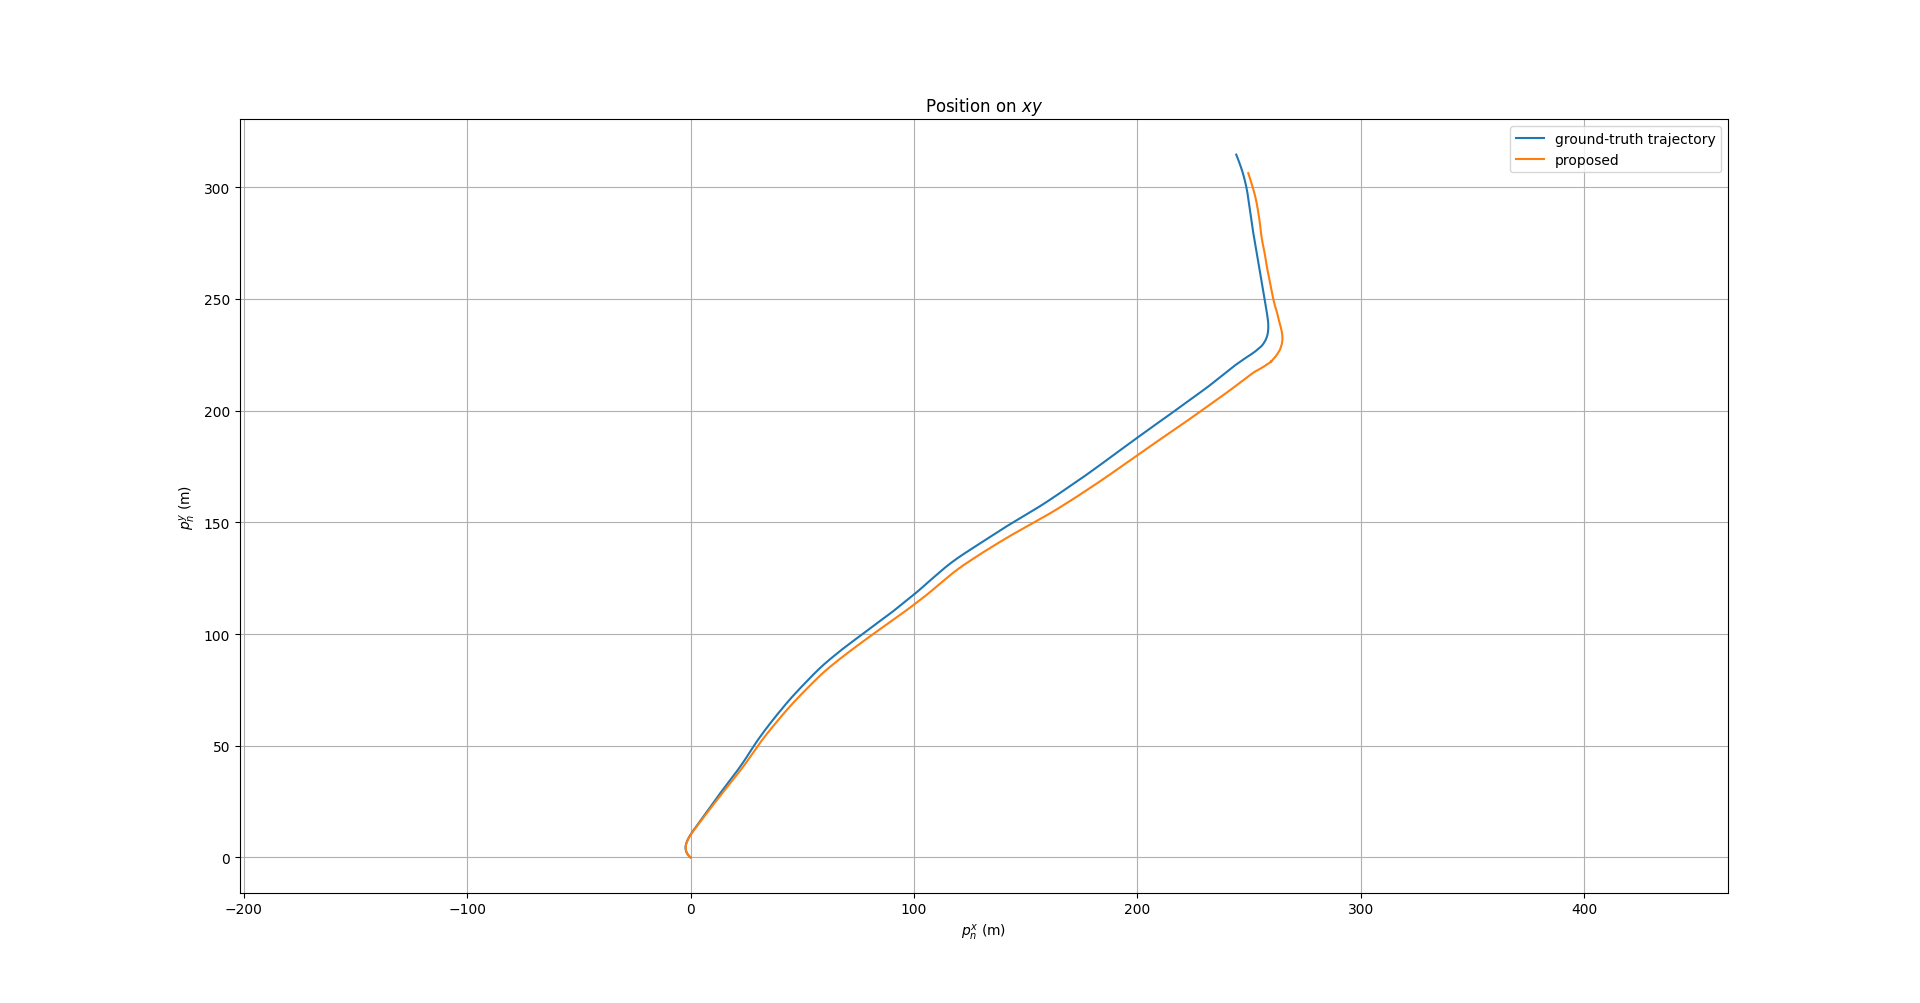 Position on xy
ground-truth trajectory
proposed
300
250
200
150
100
50
0
p_n^y (m)
−200 −100 0 100 200 300 400
p_n^x (m)